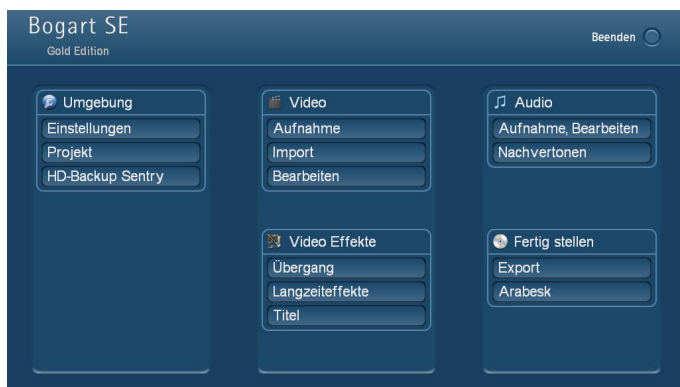 Bogart SE
Gold Edition
Beenden
Umgebung
Einstellungen
Projekt
HD-Backup Sentry
Video
Aufnahme
Import
Bearbeiten
Video Effekte
Übergang
Langzeiteffekte
Titel
Audio
Aufnahme, Bearbeiten
Nachvertonen
Fertig stellen
Export
Arabesk